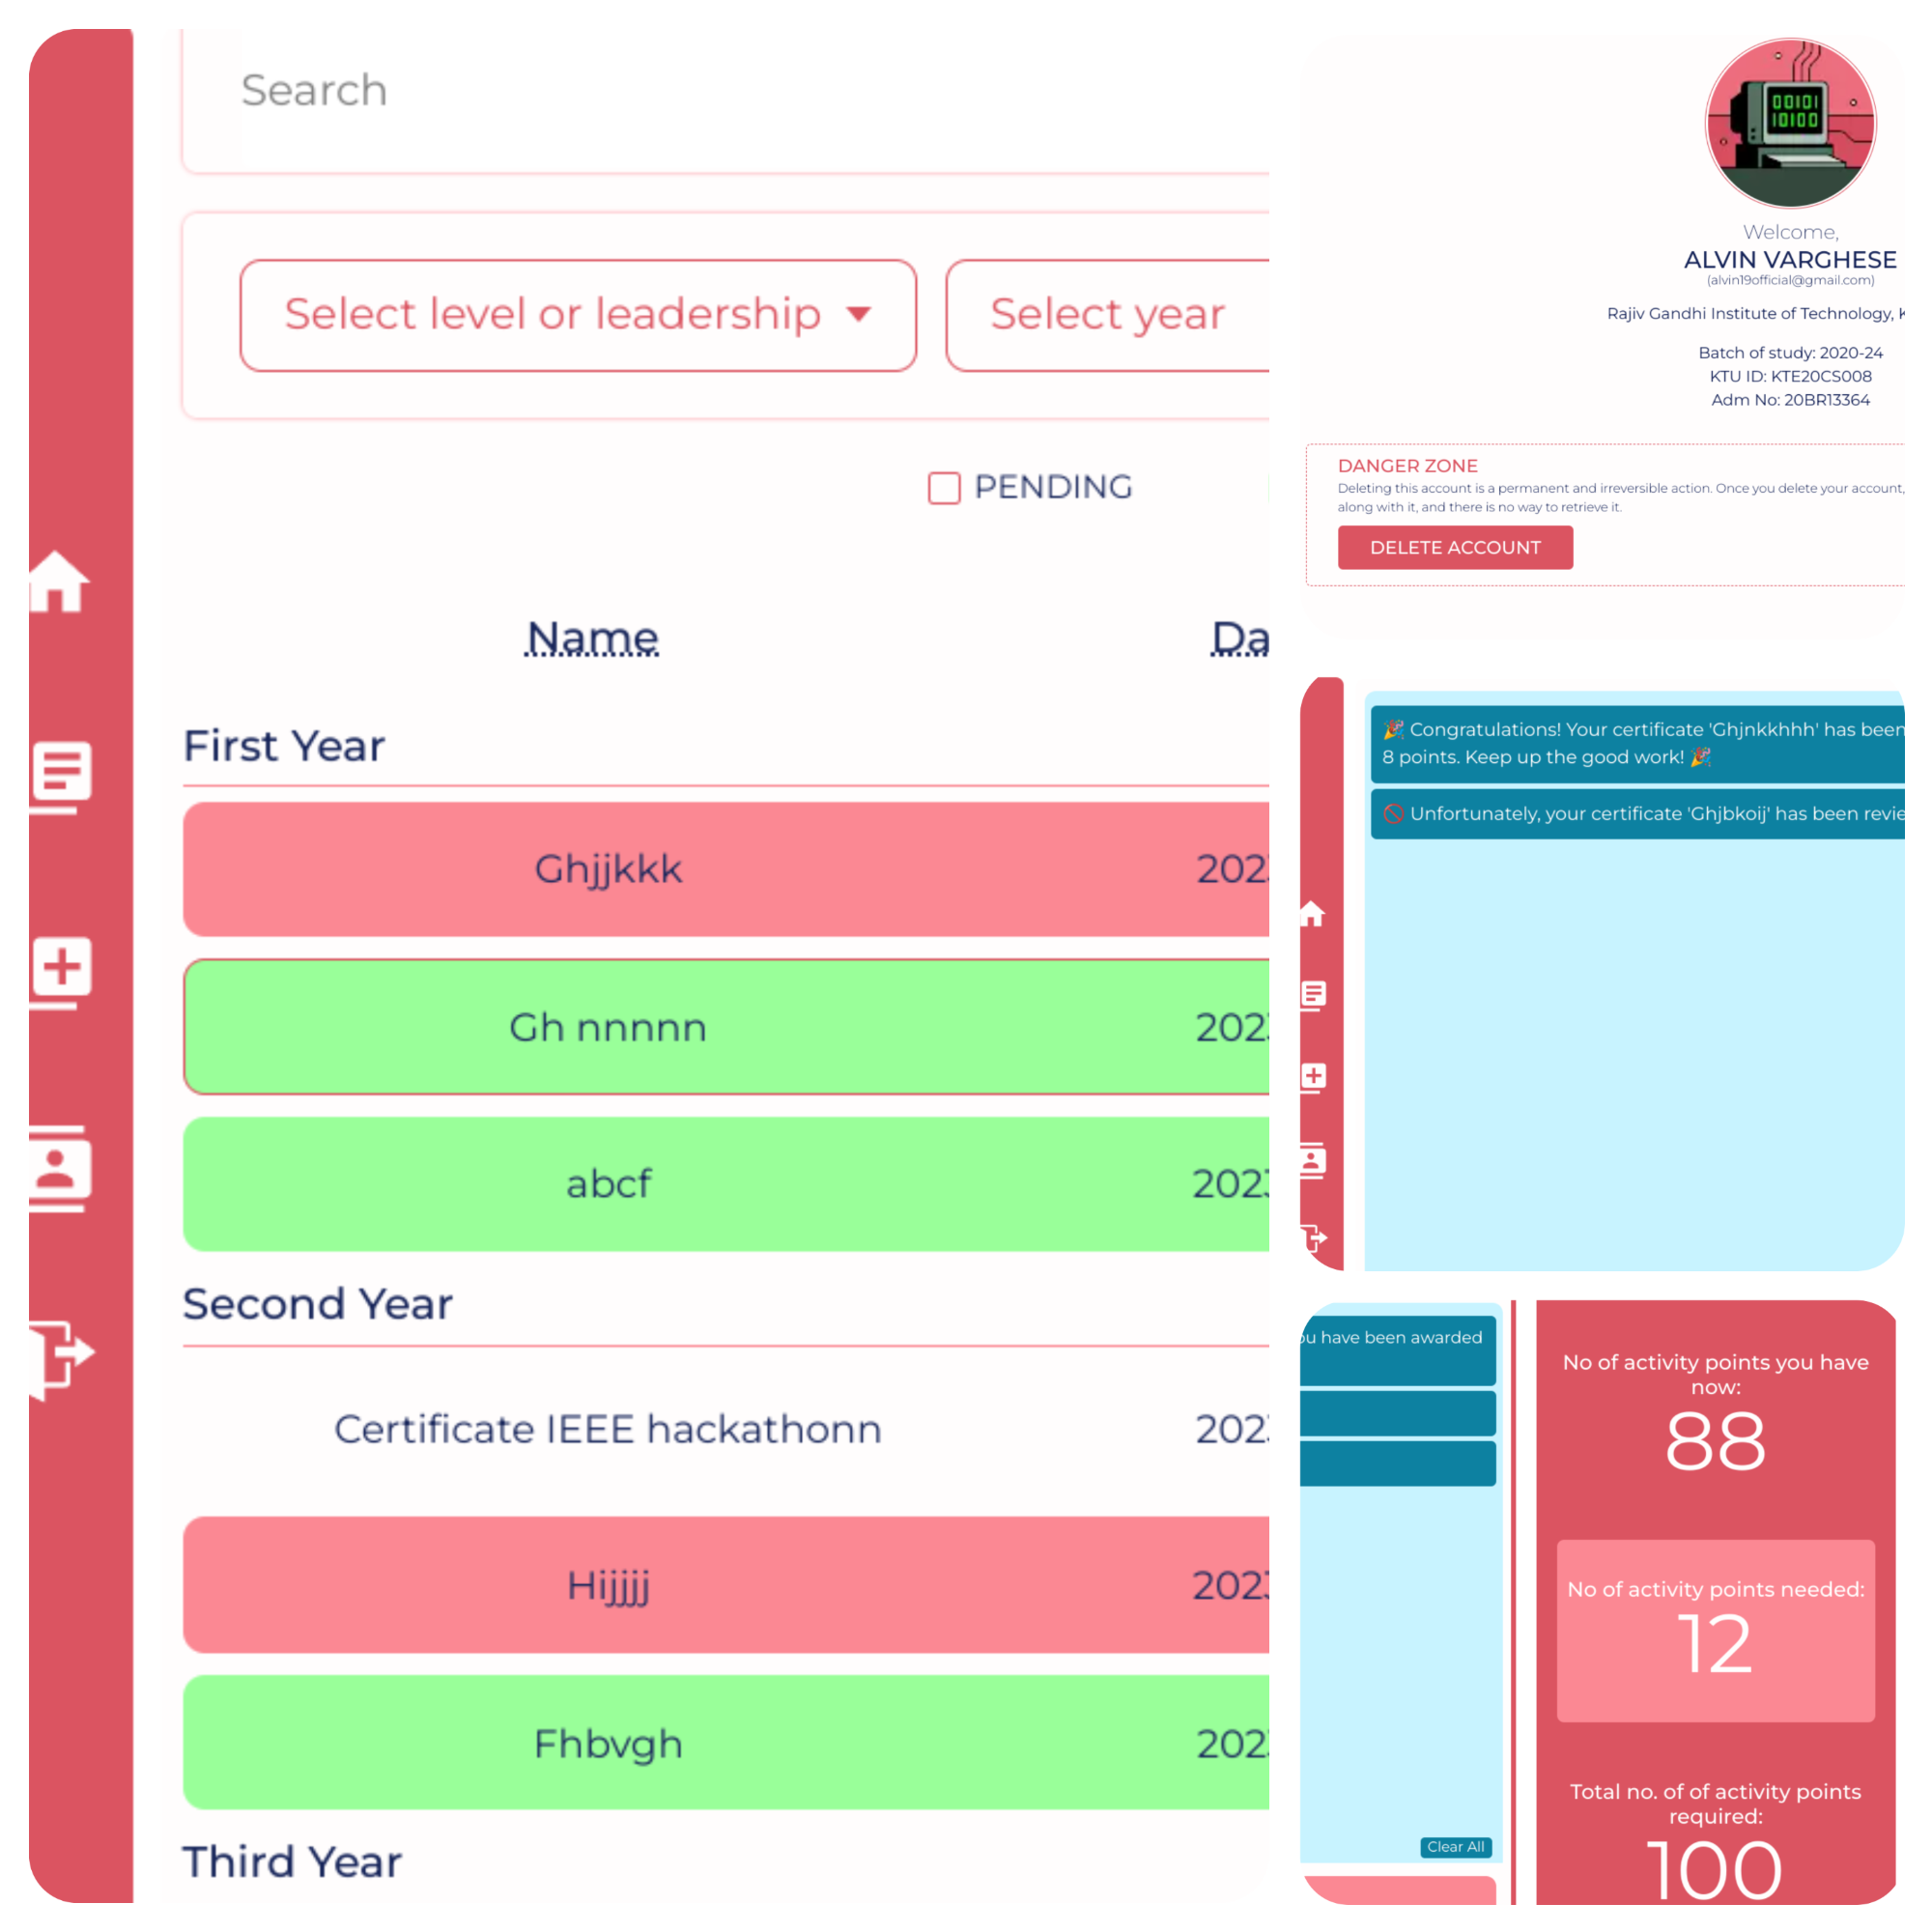 Search
Select level or leadership
Select year
PENDING
Name
Da
First Year
Ghjjkkk
202
Gh nnnnn
202
abcf
202
Second Year
Certificate IEEE hackathonn
202
Hijjjjj
202
Fhbvgh
202
Third Year
00101
10100
Welcome,
ALVIN VARGHESE
(alvin19official@gmail.com)
Rajiv Gandhi Institute of Technology, K
Batch of study: 2020-24
KTU ID: KTE20CS008
Adm No: 20BR13364
DANGER ZONE
Deleting this account is a permanent and irreversible action. Once you delete your account,
along with it, and there is no way to retrieve it.
DELETE ACCOUNT
🎉 Congratulations! Your certificate 'Ghjnkkhhh' has been
8 points. Keep up the good work! 🎉
🚫 Unfortunately, your certificate 'Ghjbkoij' has been revie
ou have been awarded
Clear All
No of activity points you have
now:
88
No of activity points needed:
12
Total no. of of activity points
required:
100